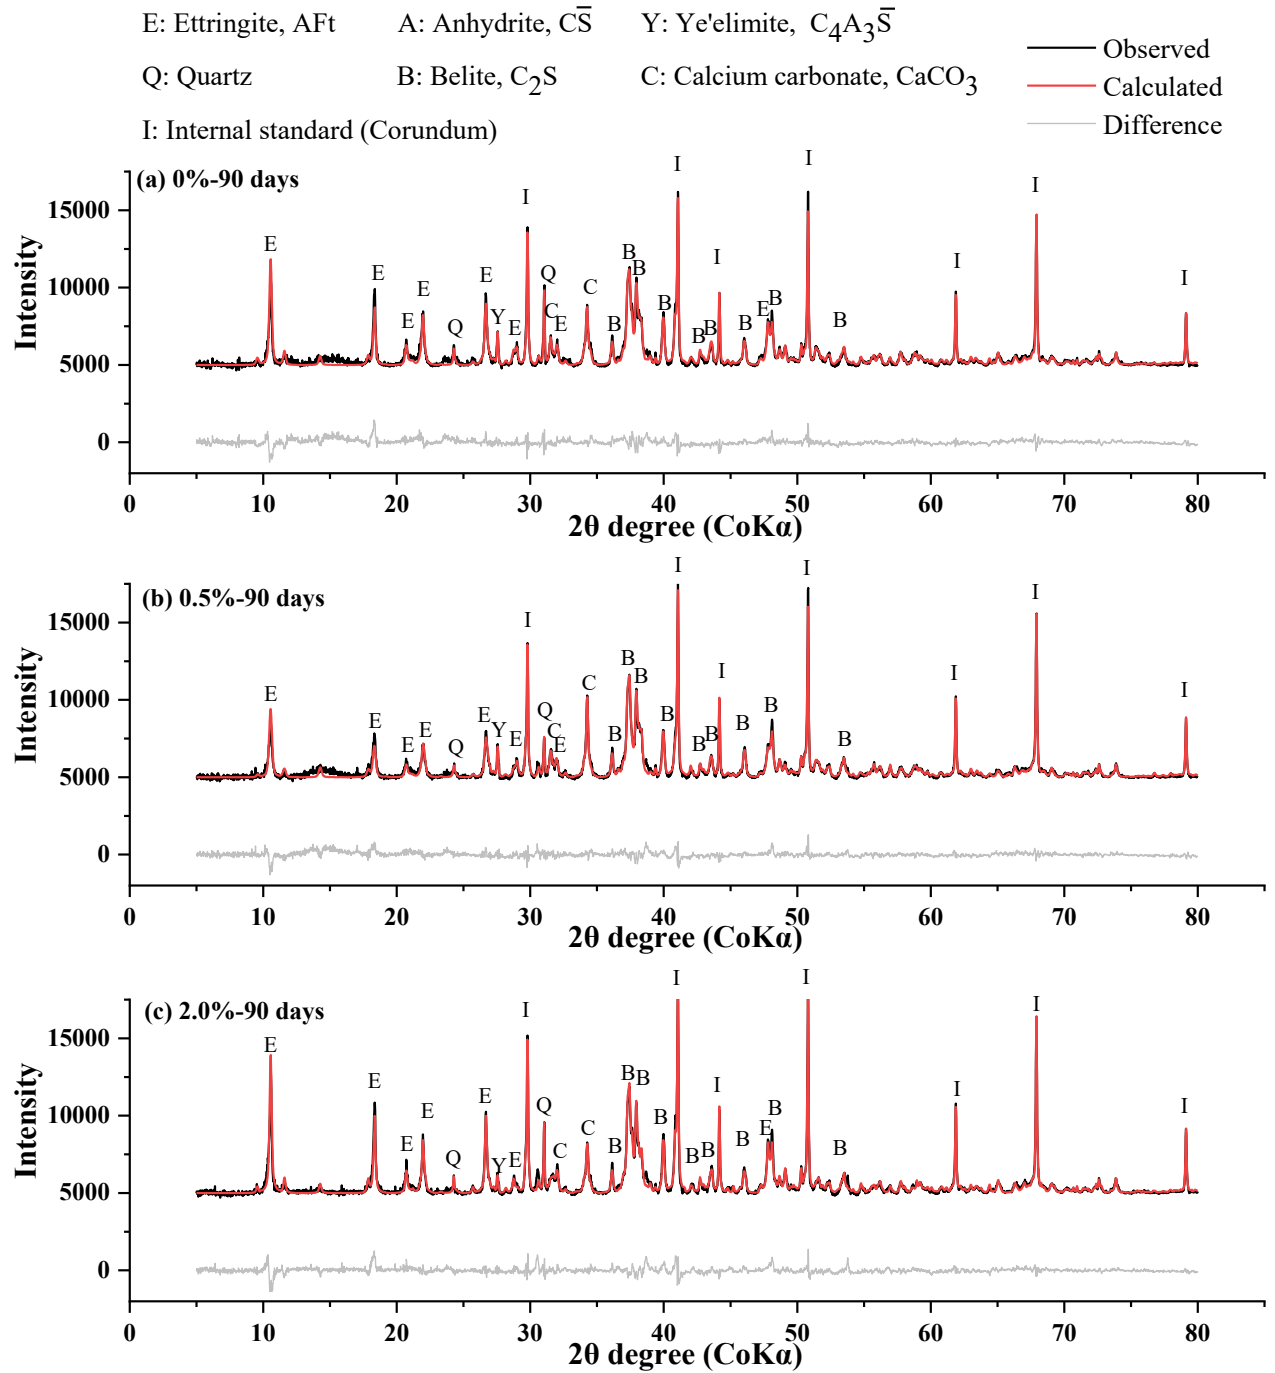 E: Ettringite, AFt A: Anhydrite, CS̅ Y: Ye'elimite, C₄A₃S̅
Observed
Q: Quartz B: Belite, C₂S C: Calcium carbonate, CaCO₃
Calculated
I: Internal standard (Corundum)
Difference
(a) 0%-90 days
Intensity
15000
10000
5000
0
E E E E Q E Y E I Q C E C B B B B I B B I B E B I B I I I
0 10 20 30 40 50 60 70 80
2θ degree (CoKα)
(b) 0.5%-90 days
Intensity
15000
10000
5000
0
E E E E Q E Y E I Q C E C B B B B I B B I B B I B I I I
0 10 20 30 40 50 60 70 80
2θ degree (CoKα)
(c) 2.0%-90 days
Intensity
15000
10000
5000
0
E E E E Q E Y E I Q C C B B B B I B B I B E B I B I I I
0 10 20 30 40 50 60 70 80
2θ degree (CoKα)